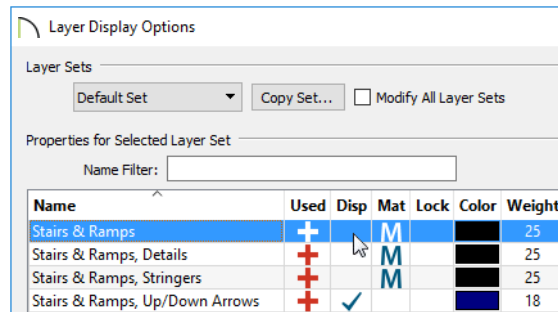 Layer Display Options
Layer Sets
Default Set Copy Set... Modify All Layer Sets
Properties for Selected Layer Set
Name Filter:
Name Used Disp Mat Lock Color Weight
Stairs & Ramps M 25
Stairs & Ramps, Details M 25
Stairs & Ramps, Stringers M 25
Stairs & Ramps, Up/Down Arrows 18